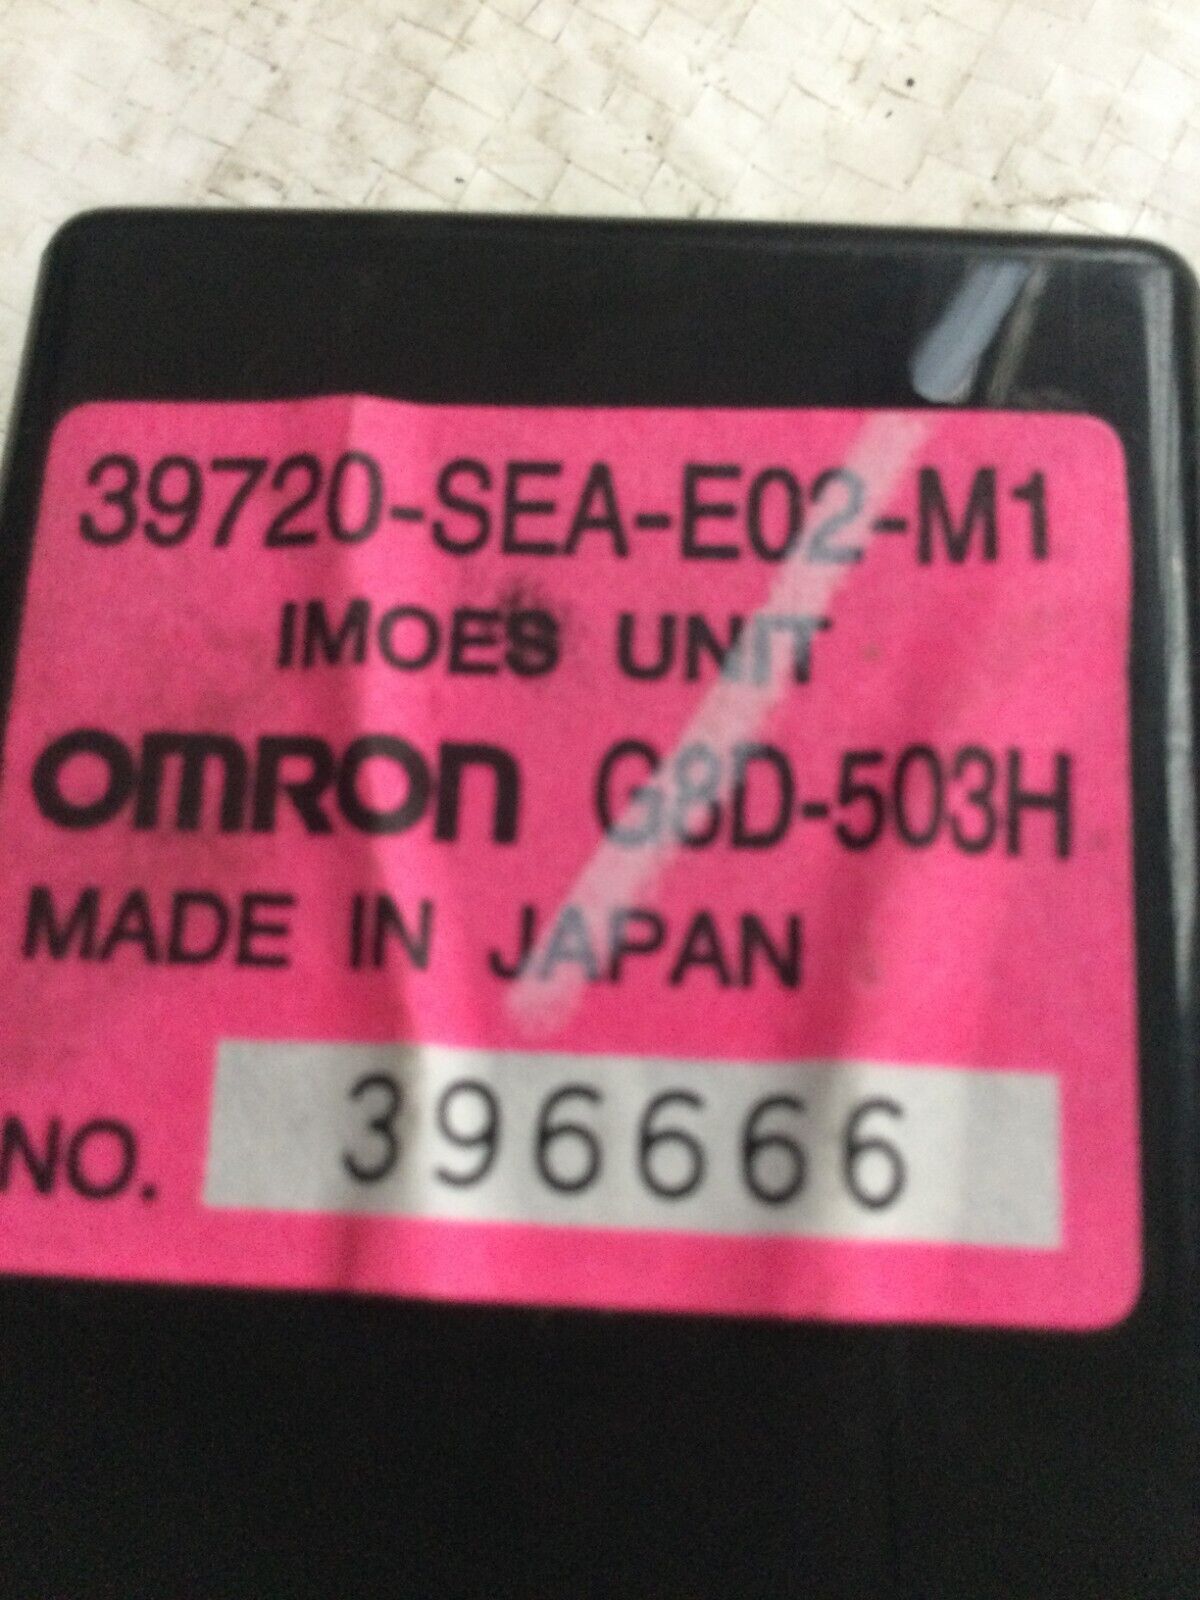 39720-SEA-E02-M1
IMOES UNIT
OMRON G8D-503H
MADE IN JAPAN
NO. 396666